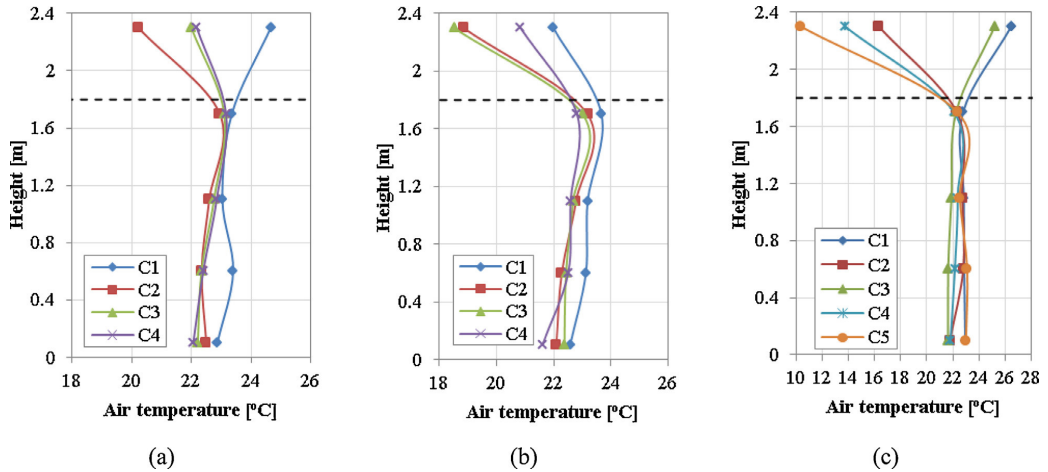 2.4
2
1.6
1.2
0.8
0.4
0
Height [m]
C1
C2
C3
C4
18 20 22 24 26
Air temperature [ºC]
(a)
2.4
2
1.6
1.2
0.8
0.4
0
Height [m]
C1
C2
C3
C4
18 20 22 24 26
Air temperature [ºC]
(b)
2.4
2
1.6
1.2
0.8
0.4
0
Height [m]
C1
C2
C3
C4
C5
10 12 14 16 18 20 22 24 26 28
Air temperature [ºC]
(c)